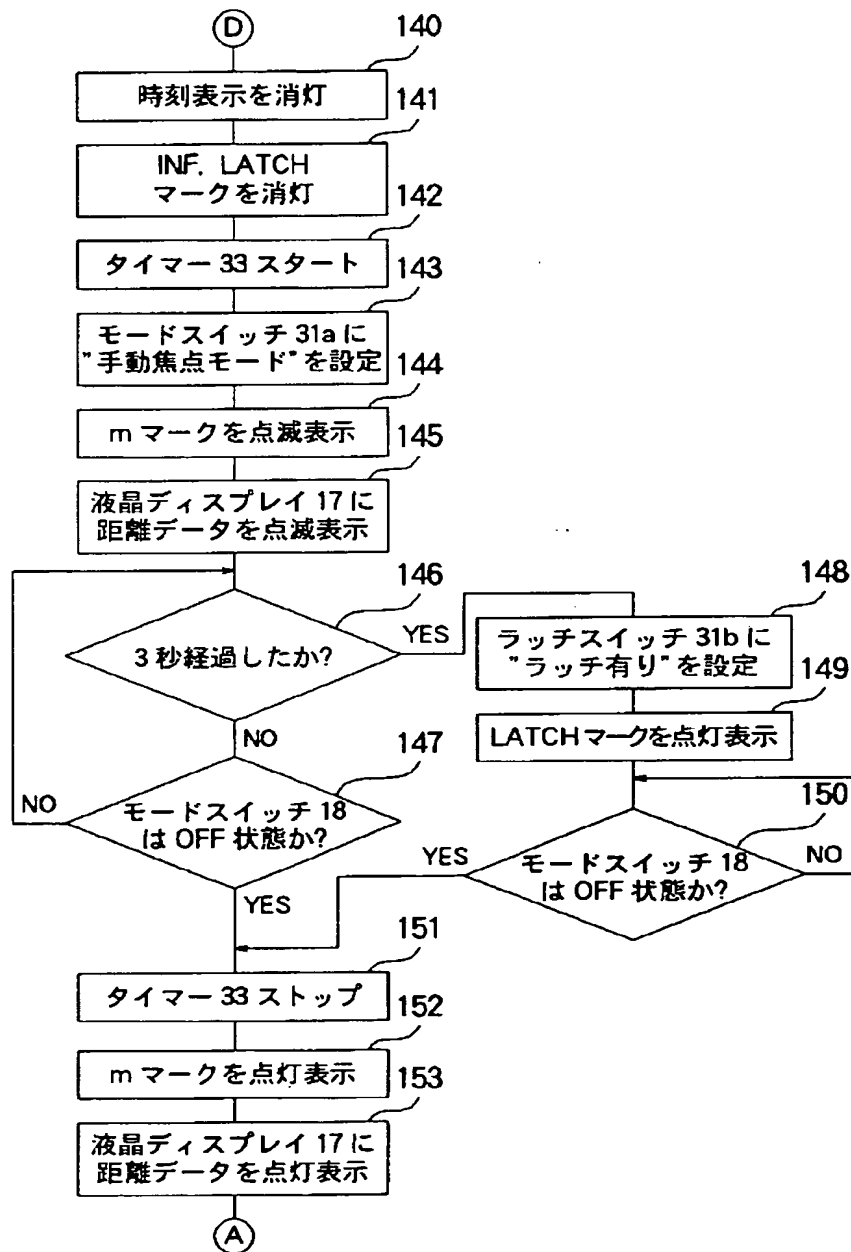 D
140
時刻表示を消灯
141
INF, LATCH
マークを消灯
142
タイマー 33 スタート
143
モードスイッチ 31a に
"手動焦点モード"を設定
144
m マークを点滅表示
145
液晶ディスプレイ 17 に
距離データを点滅表示
146
3 秒経過したか?
YES
NO
147
モードスイッチ 18
は OFF 状態か?
NO
YES
148
ラッチスイッチ 31b に
"ラッチ有り"を設定
149
LATCHマークを点灯表示
150
モードスイッチ 18
は OFF 状態か?
YES
NO
151
タイマー 33 ストップ
152
m マークを点灯表示
153
液晶ディスプレイ 17 に
距離データを点灯表示
A